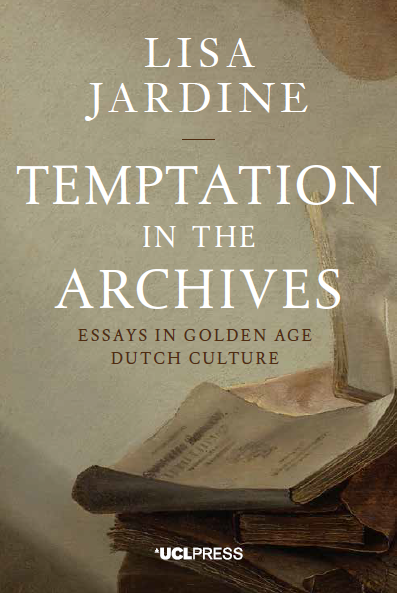 LISA
JARDINE
TEMPTATION
IN THE
ARCHIVES
ESSAYS IN GOLDEN AGE
DUTCH CULTURE
UCLPRESS